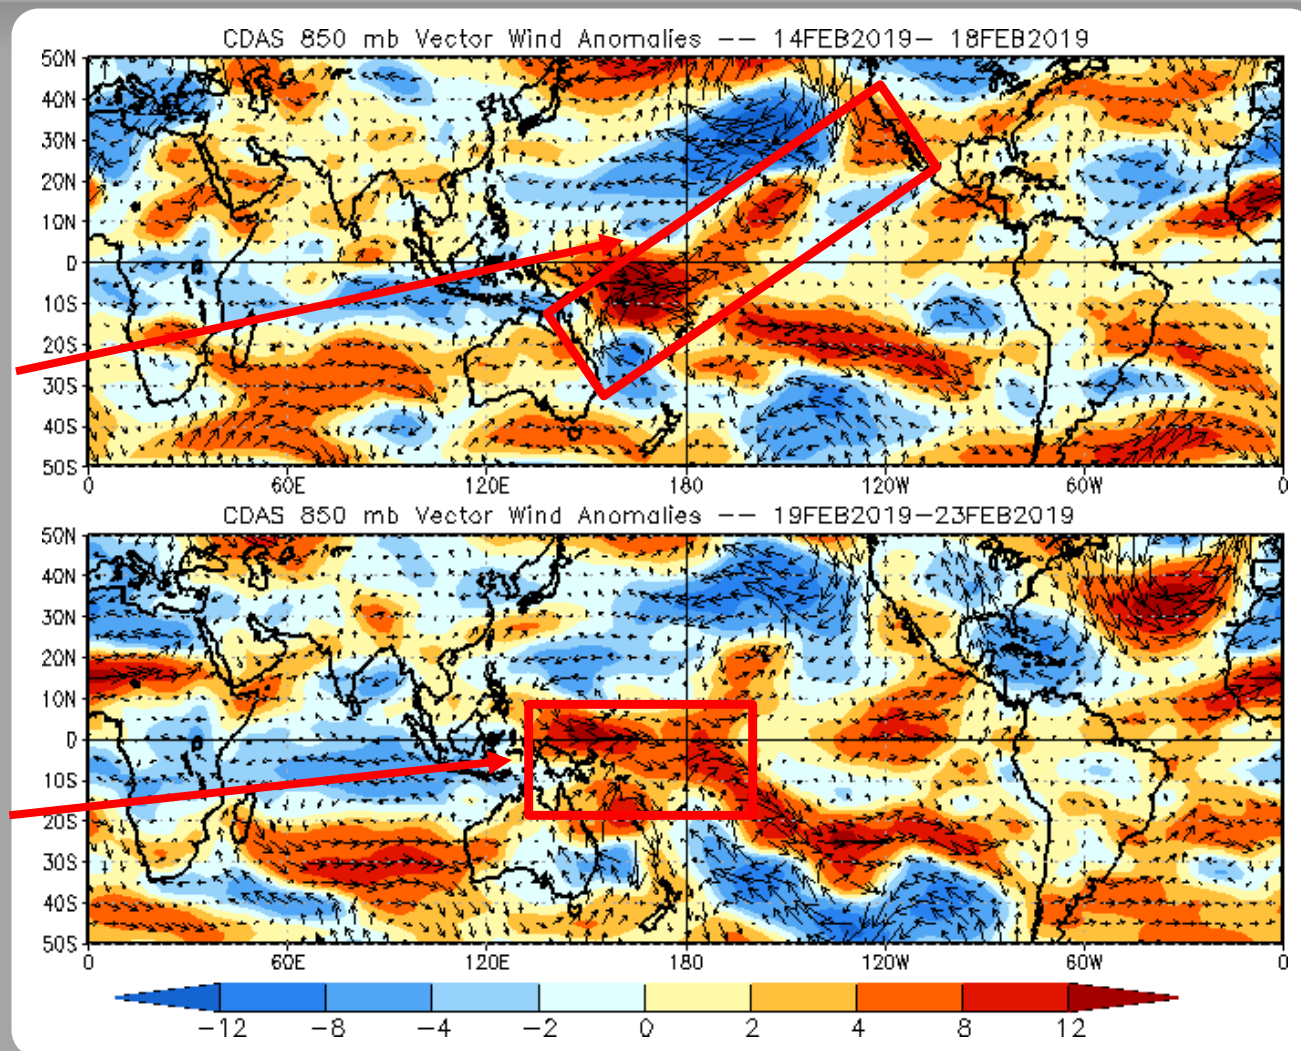 CDAS 850 mb Vector Wind Anomalies -- 14FEB2019- 18FEB2019
50N
40N
30N
20N
10N
0
10S
20S
30S
40S
50S
0 60E 120E 180 120W 60W 0
CDAS 850 mb Vector Wind Anomalies -- 19FEB2019-23FEB2019
50N
40N
30N
20N
10N
0
10S
20S
30S
40S
50S
0 60E 120E 180 120W 60W 0
-12 -8 -4 -2 0 2 4 8 12